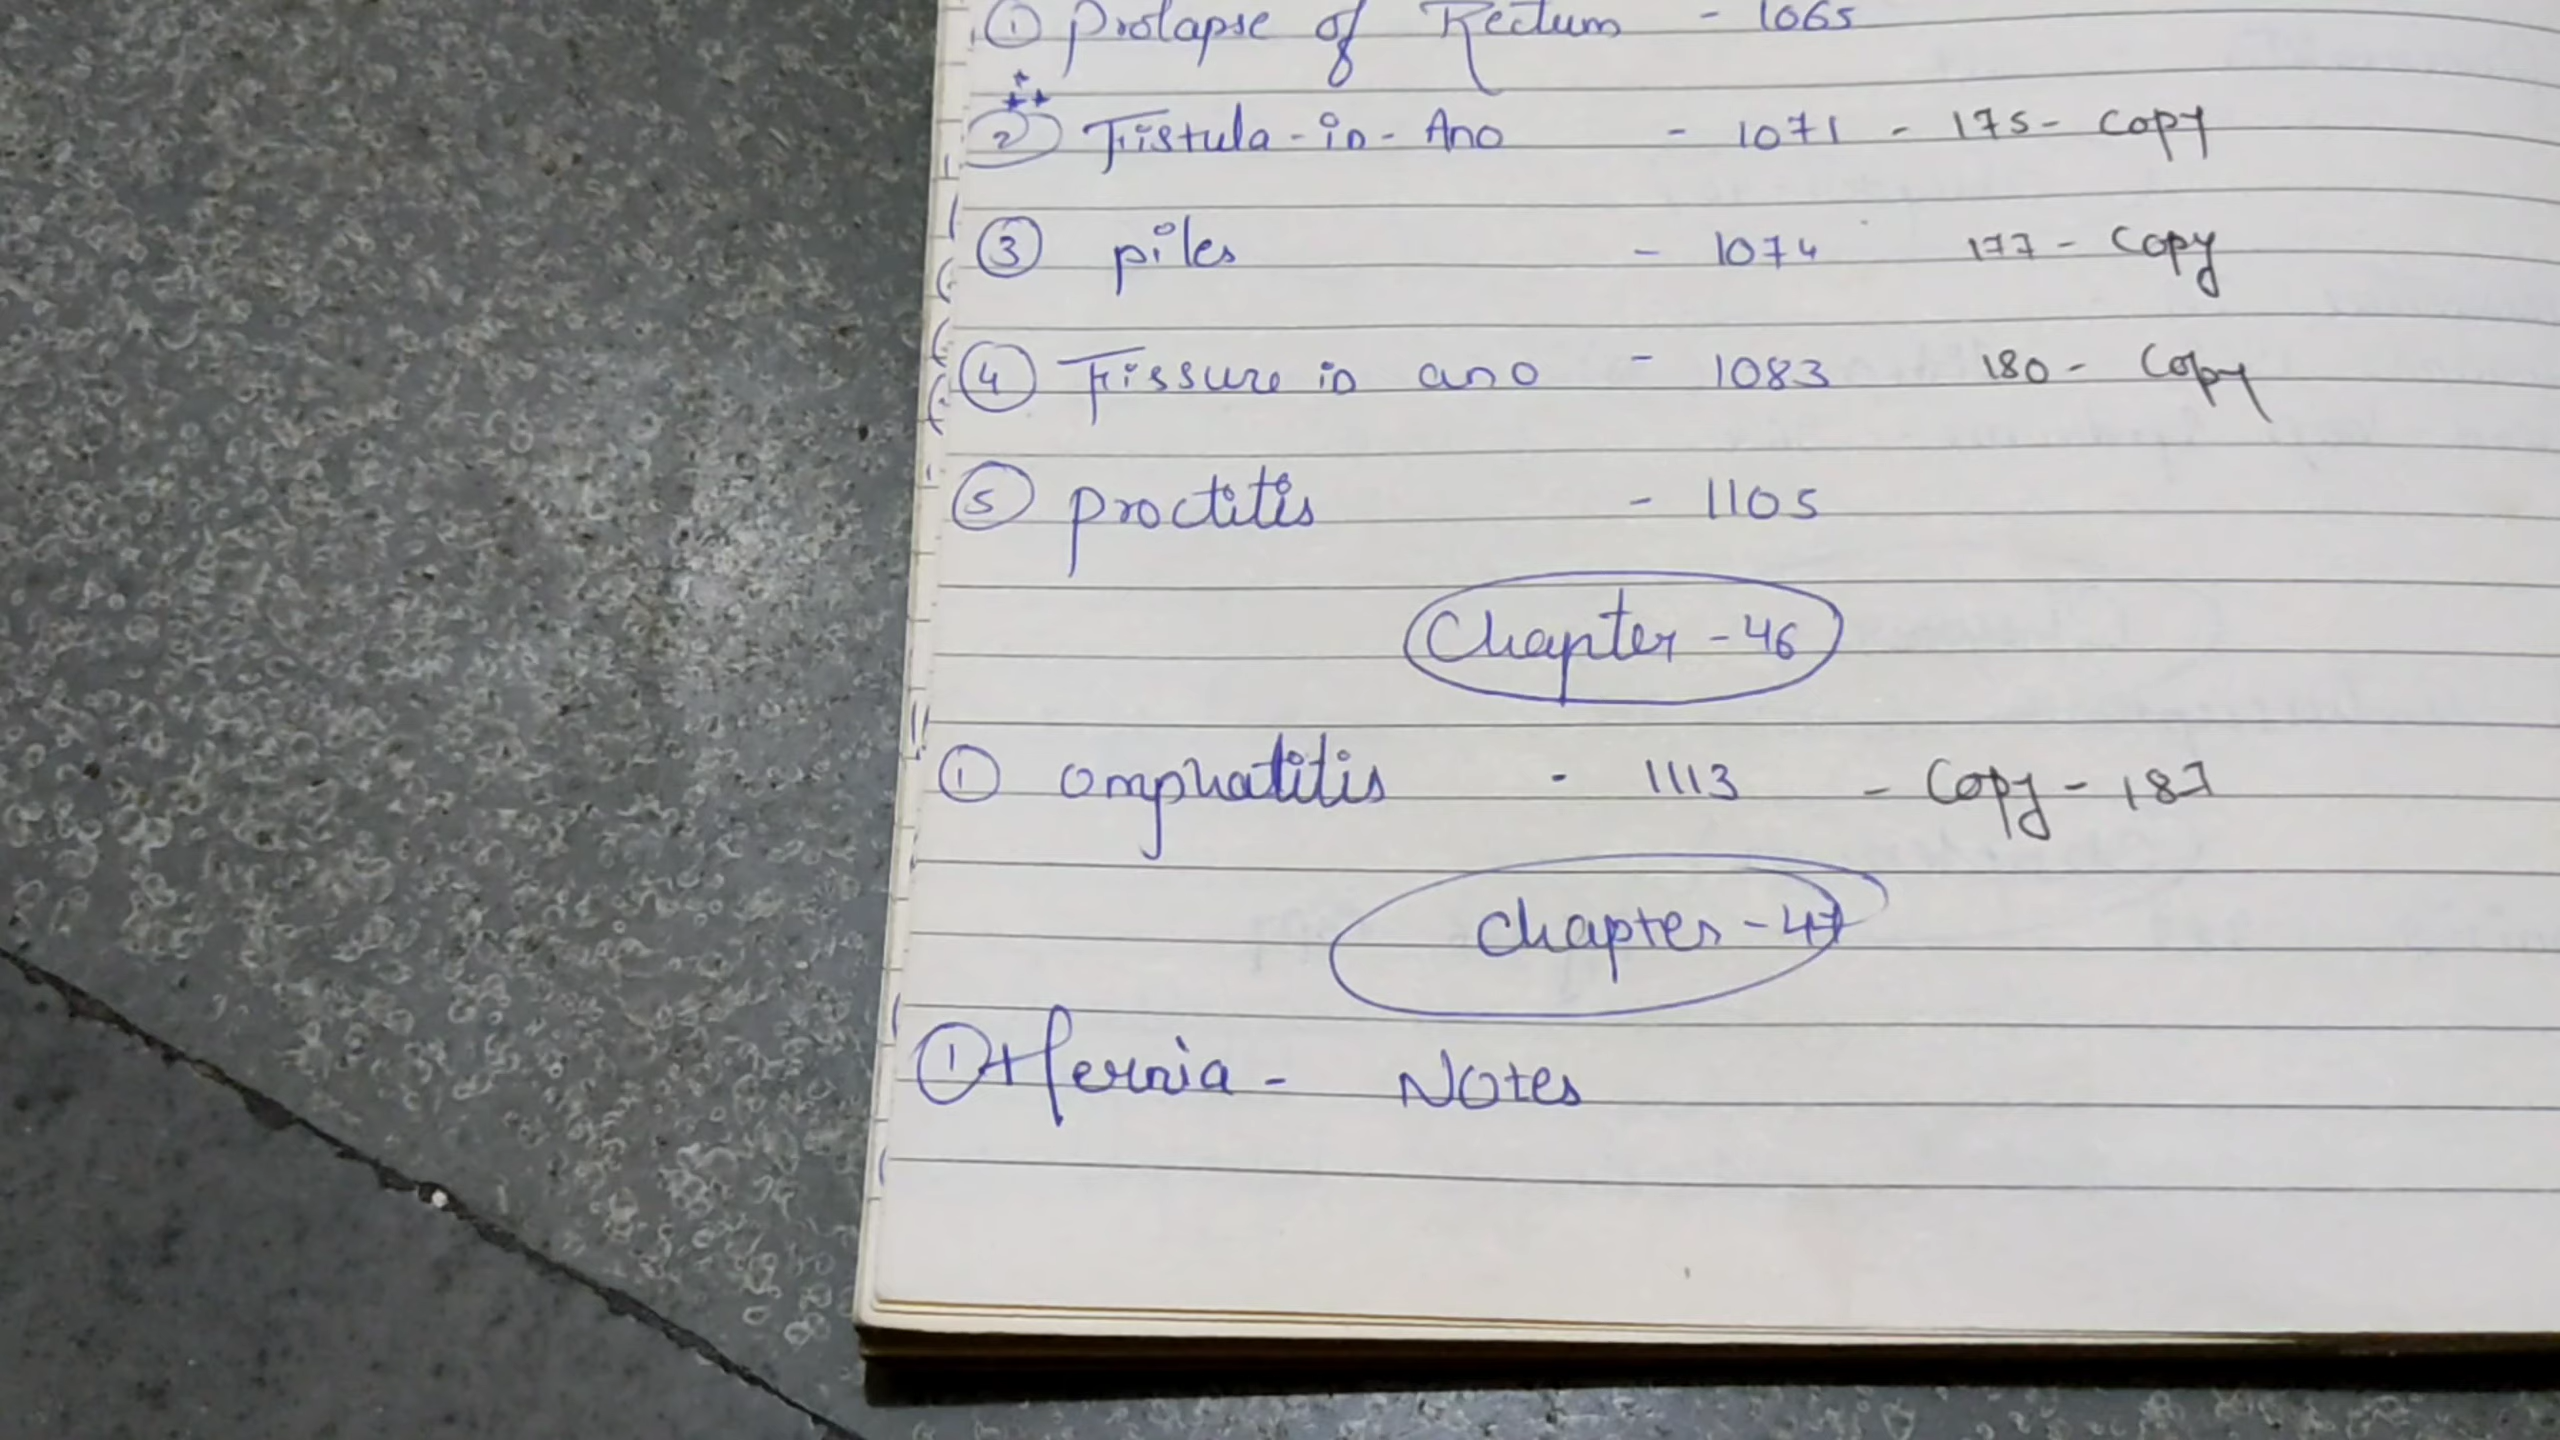 ① Prolapse of Rectum - 1065
② Fistula-in-Ano - 1071 - 175- Copy
③ piles - 1074 177 - Copy
④ Fissure in ano - 1083 180 - Copy
⑤ proctitis - 1105
Chapter - 46
① omphatitis - 1113 - Copy - 187
Chapter - 47
① Hernia - Notes